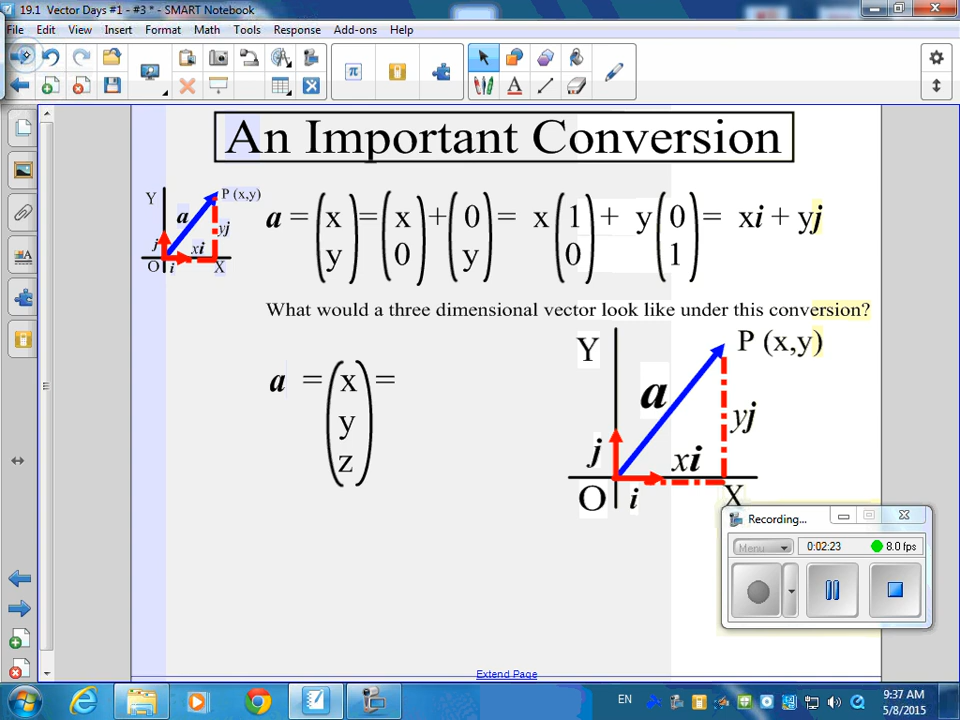 19.1 Vector Days #1 - #3 * - SMART Notebook
File Edit View Insert Format Math Tools Response Add-ons Help
An Important Conversion
Y
P (x,y)
a
yj
j
xi
O i X
a = (x y) = (x 0) + (0 y) = x (1 0) + y (0 1) = xi + yj
What would a three dimensional vector look like under this conversion?
a = (x y z) =
Y
P (x,y)
a
yj
j
xi
O i X
Recording...
Menu 0:02:23 8.0 fps
Extend Page
EN 9:37 AM
5/8/2015